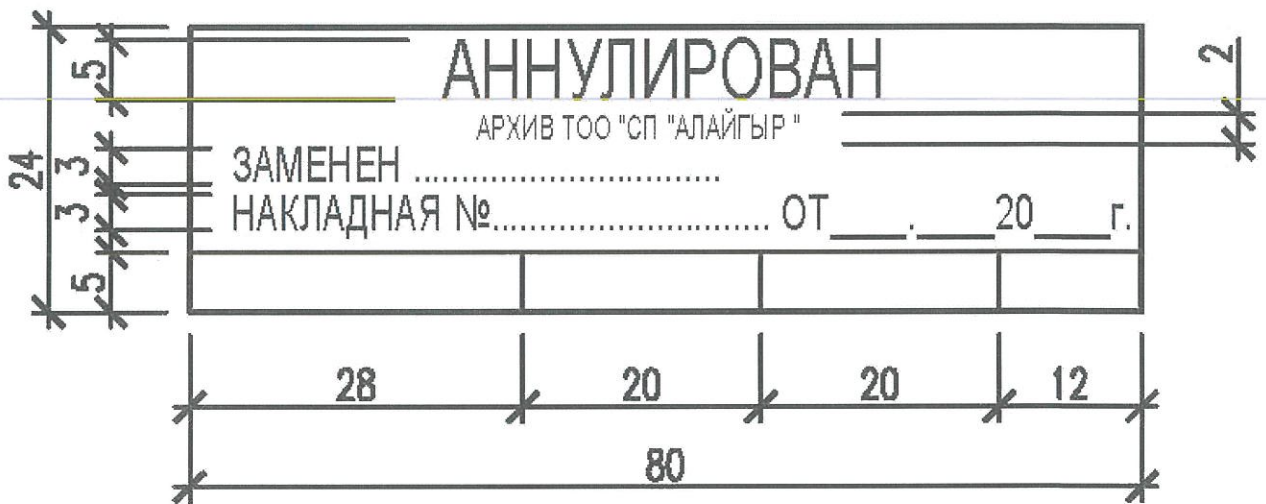 АННУЛИРОВАН
АРХИВ ТОО "СП "АЛАЙГЫР "
ЗАМЕНЕН ................................
НАКЛАДНАЯ №............................. ОТ____.____20____г.
24
5
3
3
5
2
28
20
20
12
80